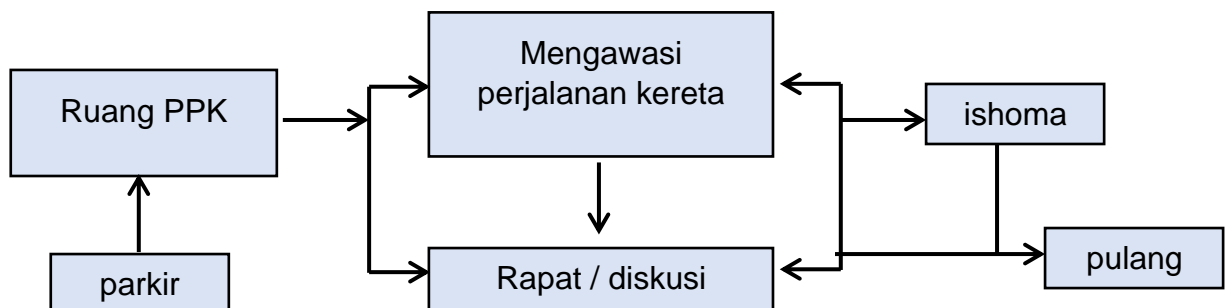 Mengawasi
perjalanan kereta
Ruang PPK
ishoma
parkir
Rapat / diskusi
pulang